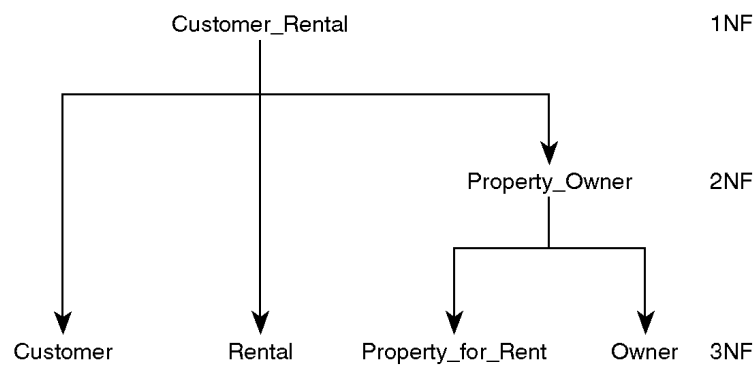 Customer_Rental 1NF
Property_Owner 2NF
Customer Rental Property_for_Rent Owner 3NF